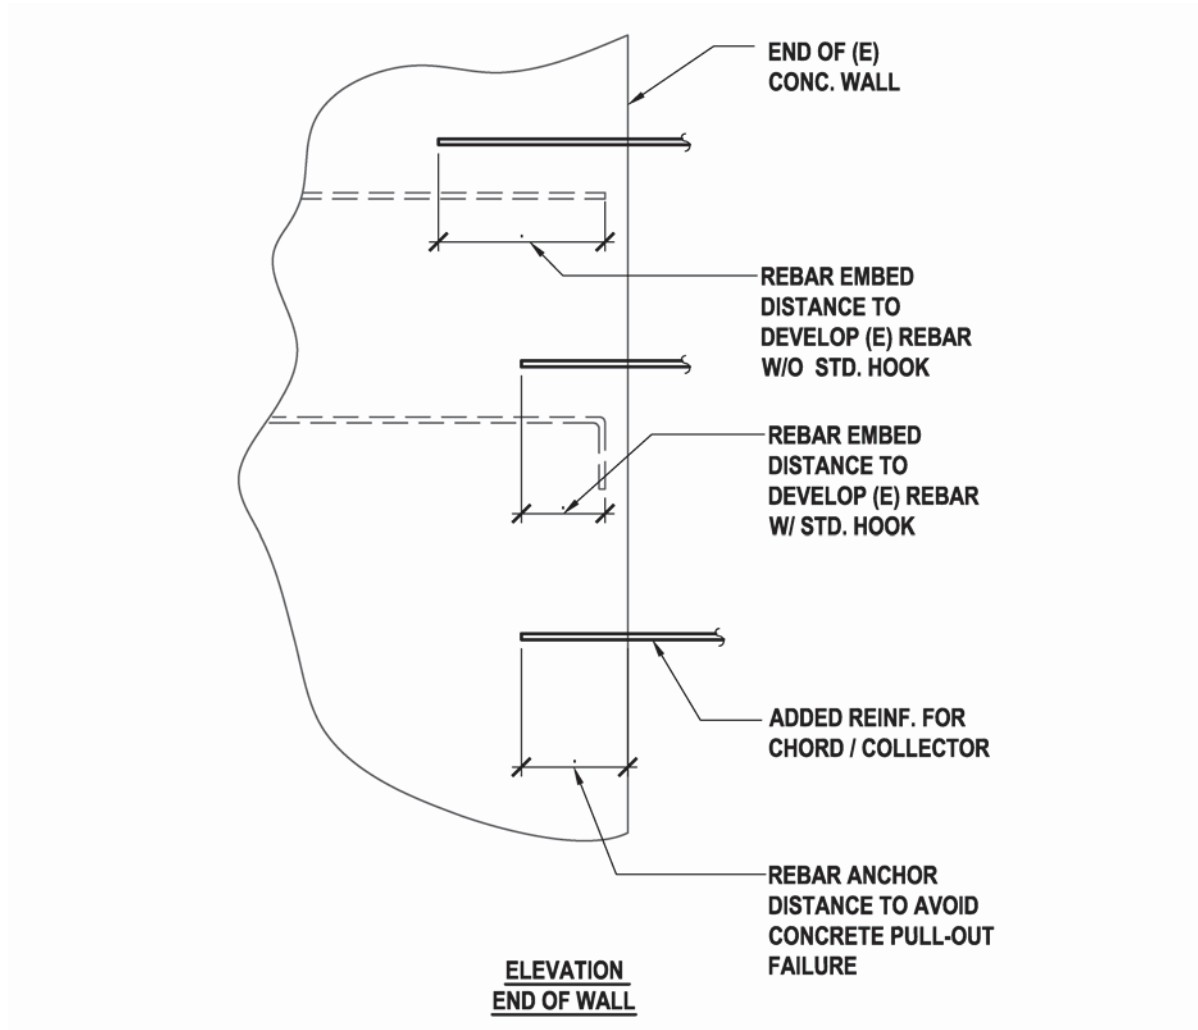 END OF (E)
CONC. WALL
REBAR EMBED
DISTANCE TO
DEVELOP (E) REBAR
W/O STD. HOOK
REBAR EMBED
DISTANCE TO
DEVELOP (E) REBAR
W/ STD. HOOK
ADDED REINF. FOR
CHORD / COLLECTOR
REBAR ANCHOR
DISTANCE TO AVOID
CONCRETE PULL-OUT
FAILURE
ELEVATION
END OF WALL